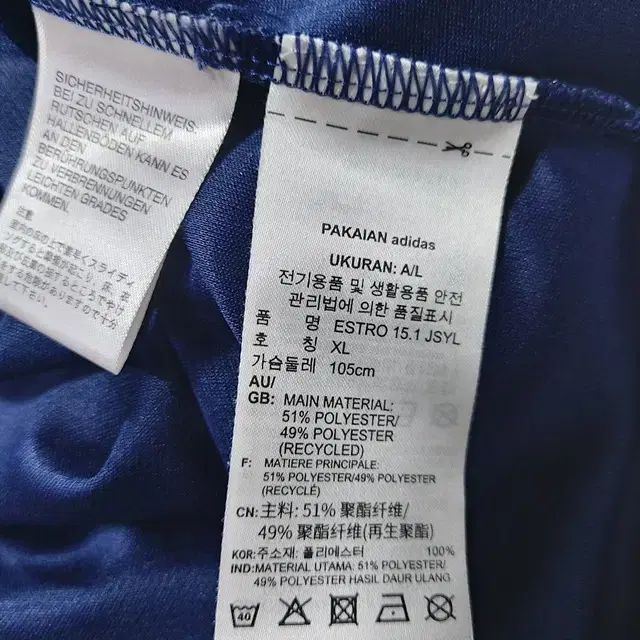 SICHERHEITSHINWEIS:
BEI ZU SCHNELLEM
RUTSCHEN AUF
HALLENBÖDEN KANN ES
AN DEN
BERÜHRUNGSPUNKTEN
ZU VERBRENNUNGEN
LEICHTEN GRADES
KOMMEN.
注意:
PAKAIAN adidas
UKURAN: A/L
전기용품 및 생활용품 안전
관리법에 의한 품질표시
품 명 ESTRO 15.1 JSYL
호 칭 XL
가슴둘레 105cm
AU/
GB: MAIN MATERIAL:
51% POLYESTER/
49% POLYESTER
(RECYCLED)
F: MATIERE PRINCIPALE:
51% POLYESTER/49% POLYESTER
(RECYCLÉ)
CN: 主料: 51% 聚酯纤维/
49% 聚酯纤维(再生聚酯)
KOR: 주소재: 폴리에스터 100%
IND: MATERIAL UTAMA: 51% POLYESTER/
49% POLYESTER HASIL DAUR ULANG
40